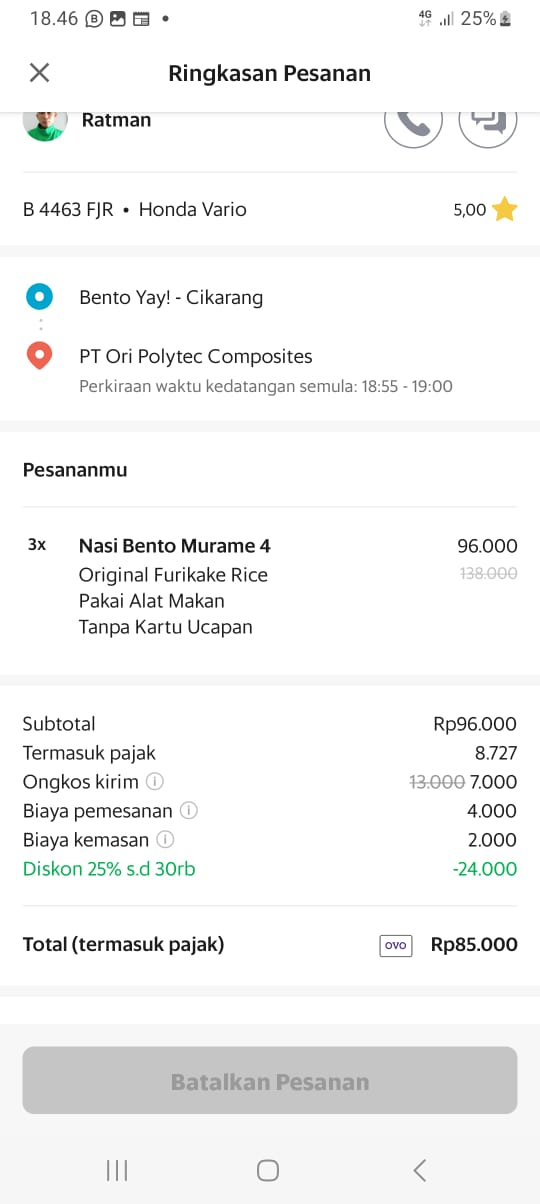 18.46 4G 25%
Ringkasan Pesanan
Ratman
B 4463 FJR • Honda Vario 5,00
Bento Yay! - Cikarang
PT Ori Polytec Composites
Perkiraan waktu kedatangan semula: 18:55 - 19:00
Pesananmu
3x Nasi Bento Murame 4 96.000
Original Furikake Rice 138.000
Pakai Alat Makan
Tanpa Kartu Ucapan
Subtotal Rp96.000
Termasuk pajak 8.727
Ongkos kirim 13.000 7.000
Biaya pemesanan 4.000
Biaya kemasan 2.000
Diskon 25% s.d 30rb -24.000
Total (termasuk pajak) OVO Rp85.000
Batalkan Pesanan